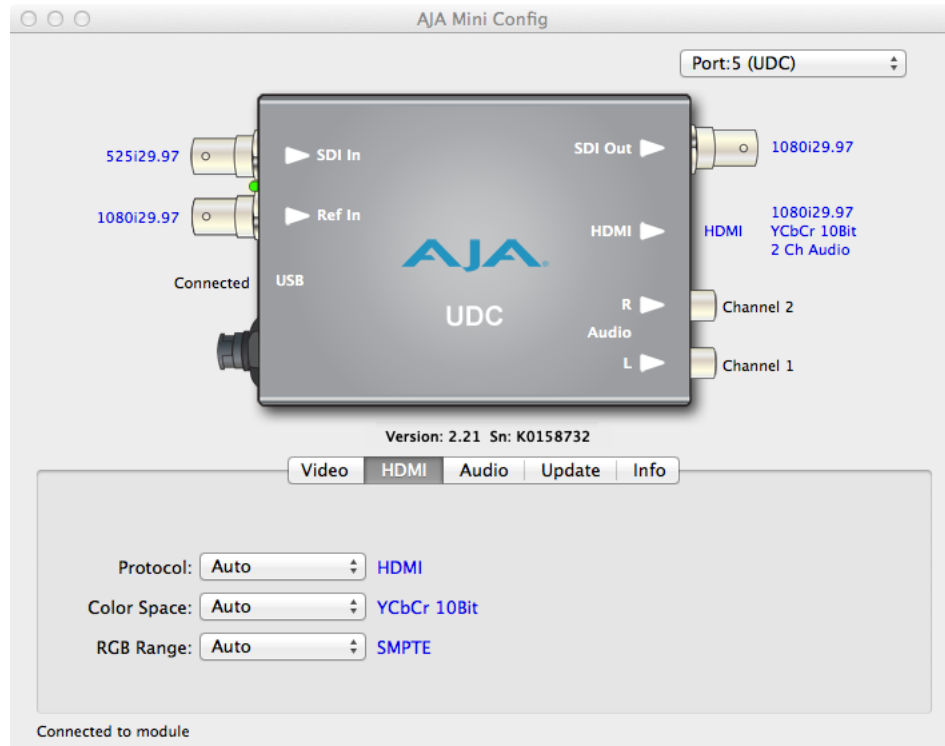 AJA Mini Config
Port:5 (UDC)
525i29.97
SDI In
SDI Out
1080i29.97
1080i29.97
Ref In
HDMI
HDMI
1080i29.97
YCbCr 10Bit
2 Ch Audio
AJA
Connected
USB
UDC
R
Channel 2
Audio
L
Channel 1
Version: 2.21 Sn: K0158732
Video HDMI Audio Update Info
Protocol: Auto HDMI
Color Space: Auto YCbCr 10Bit
RGB Range: Auto SMPTE
Connected to module